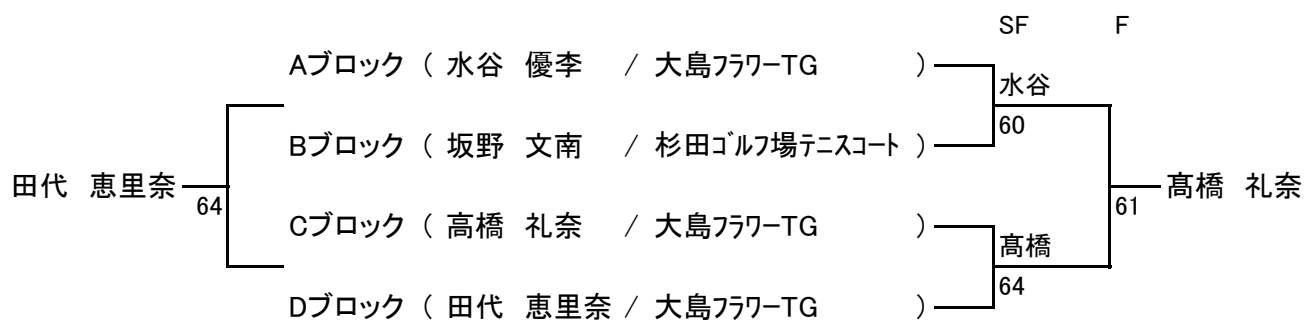 SF F
Aブロック ( 水谷 優李 / 大島フラワーTG )
水谷
60
Bブロック ( 坂野 文南 / 杉田ゴルフ場テニスコート )
田代 恵里奈
64
髙橋 礼奈
61
Cブロック ( 高橋 礼奈 / 大島フラワーTG )
髙橋
64
Dブロック ( 田代 恵里奈 / 大島フラワーTG )